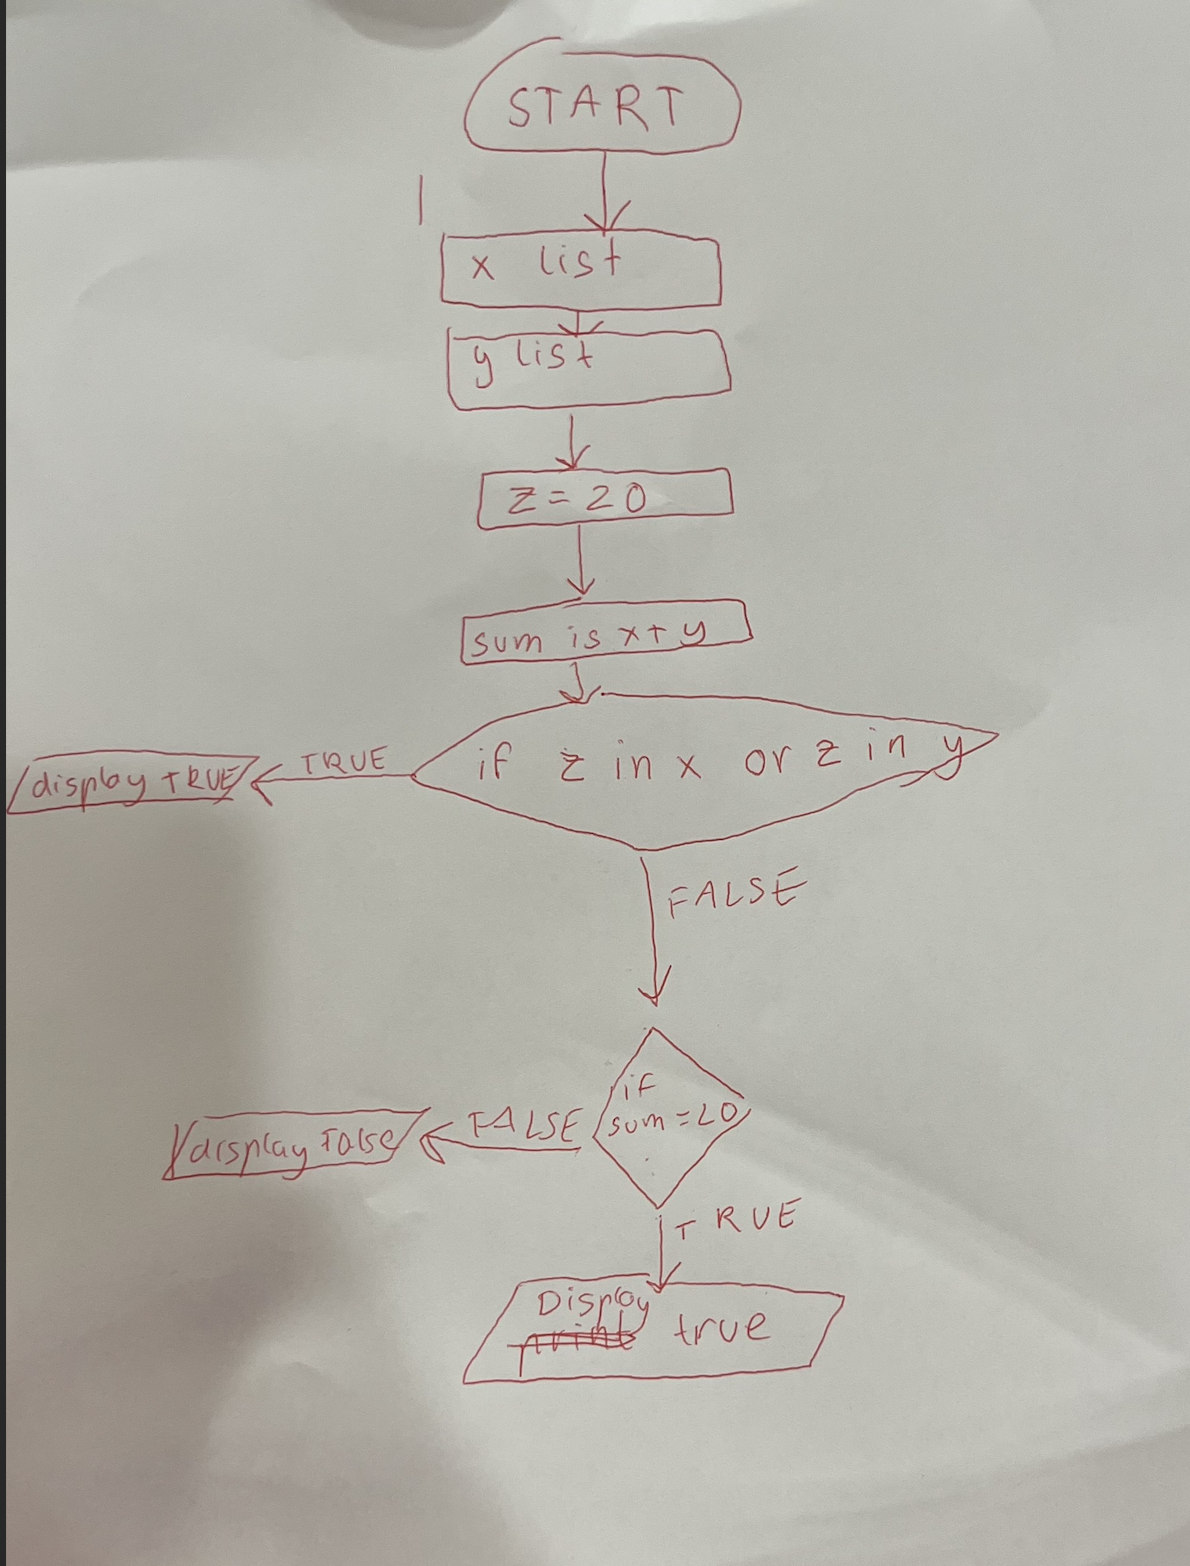 START
x list
y list
z = 20
sum is x + y
if z in x or z in y
TRUE
display TRUE
FALSE
if
sum = 20
FALSE
display False
TRUE
Display
print true